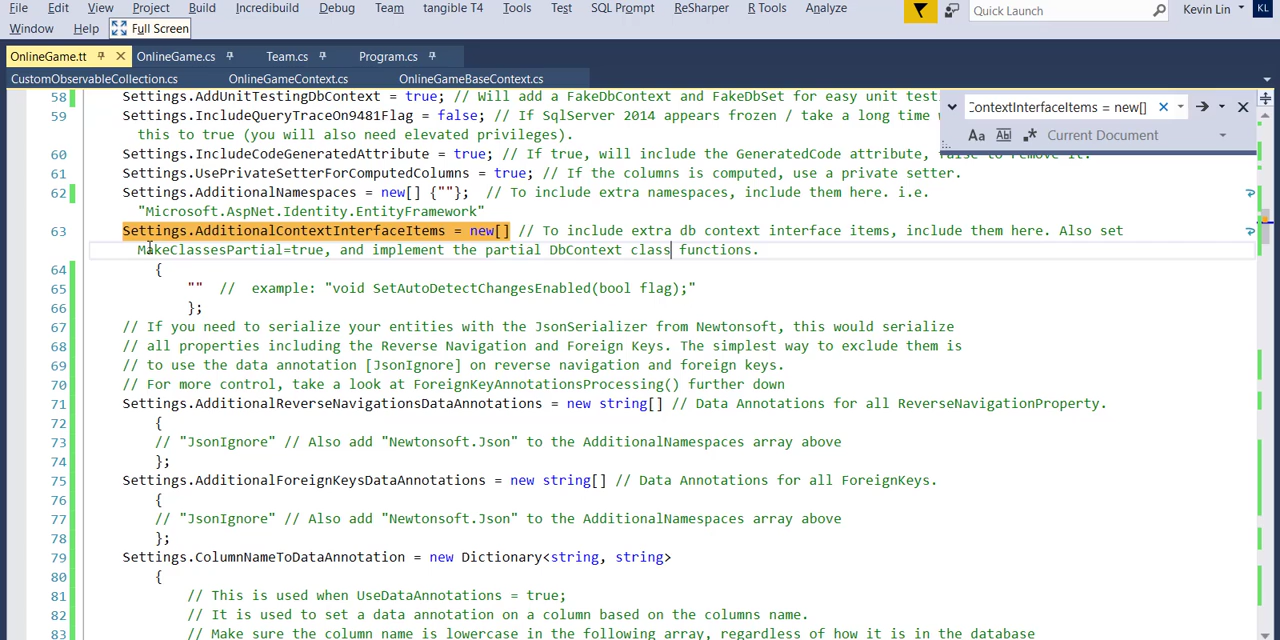 File Edit View Project Build Incredibuild Debug Team tangible T4 Tools SQL Prompt Test ReSharper R Tools Analyze Quick Launch Kevin Lin KL
Window Help Full Screen
OnlineGame.tt OnlineGame.cs Team.cs Program.cs
CustomObservableCollection.cs OnlineGameContext.cs OnlineGameBaseContext.cs
58 Settings.AddUnitTestingDbContext = true; // Will add a FakeDbContext and FakeDbSet for easy unit test
ContextInterfaceItems = new[]
59 Settings.IncludeQueryTraceOn9481Flag = false; // If SqlServer 2014 appears frozen / take a long time
this to true (you will also need elevated privileges).
Aa Abl .* Current Document
60 Settings.IncludeCodeGeneratedAttribute = true; // If true, will include the GeneratedCode attribute, false to remove it.
61 Settings.UsePrivateSetterForComputedColumns = true; // If the columns is computed, use a private setter.
62 Settings.AdditionalNamespaces = new[] {""}; // To include extra namespaces, include them here. i.e.
"Microsoft.AspNet.Identity.EntityFramework"
63 Settings.AdditionalContextInterfaceItems = new[] // To include extra db context interface items, include them here. Also set
MakeClassesPartial=true, and implement the partial DbContext class functions.
64 {
65 "" // example: "void SetAutoDetectChangesEnabled(bool flag);"
66 };
67 // If you need to serialize your entities with the JsonSerializer from Newtonsoft, this would serialize
68 // all properties including the Reverse Navigation and Foreign Keys. The simplest way to exclude them is
69 // to use the data annotation [JsonIgnore] on reverse navigation and foreign keys.
70 // For more control, take a look at ForeignKeyAnnotationsProcessing() further down
71 Settings.AdditionalReverseNavigationsDataAnnotations = new string[] // Data Annotations for all ReverseNavigationProperty.
72 {
73 // "JsonIgnore" // Also add "Newtonsoft.Json" to the AdditionalNamespaces array above
74 };
75 Settings.AdditionalForeignKeysDataAnnotations = new string[] // Data Annotations for all ForeignKeys.
76 {
77 // "JsonIgnore" // Also add "Newtonsoft.Json" to the AdditionalNamespaces array above
78 };
79 Settings.ColumnNameToDataAnnotation = new Dictionary<string, string>
80 {
81 // This is used when UseDataAnnotations = true;
82 // It is used to set a data annotation on a column based on the columns name.
83 // Make sure the column name is lowercase in the following array, regardless of how it is in the database